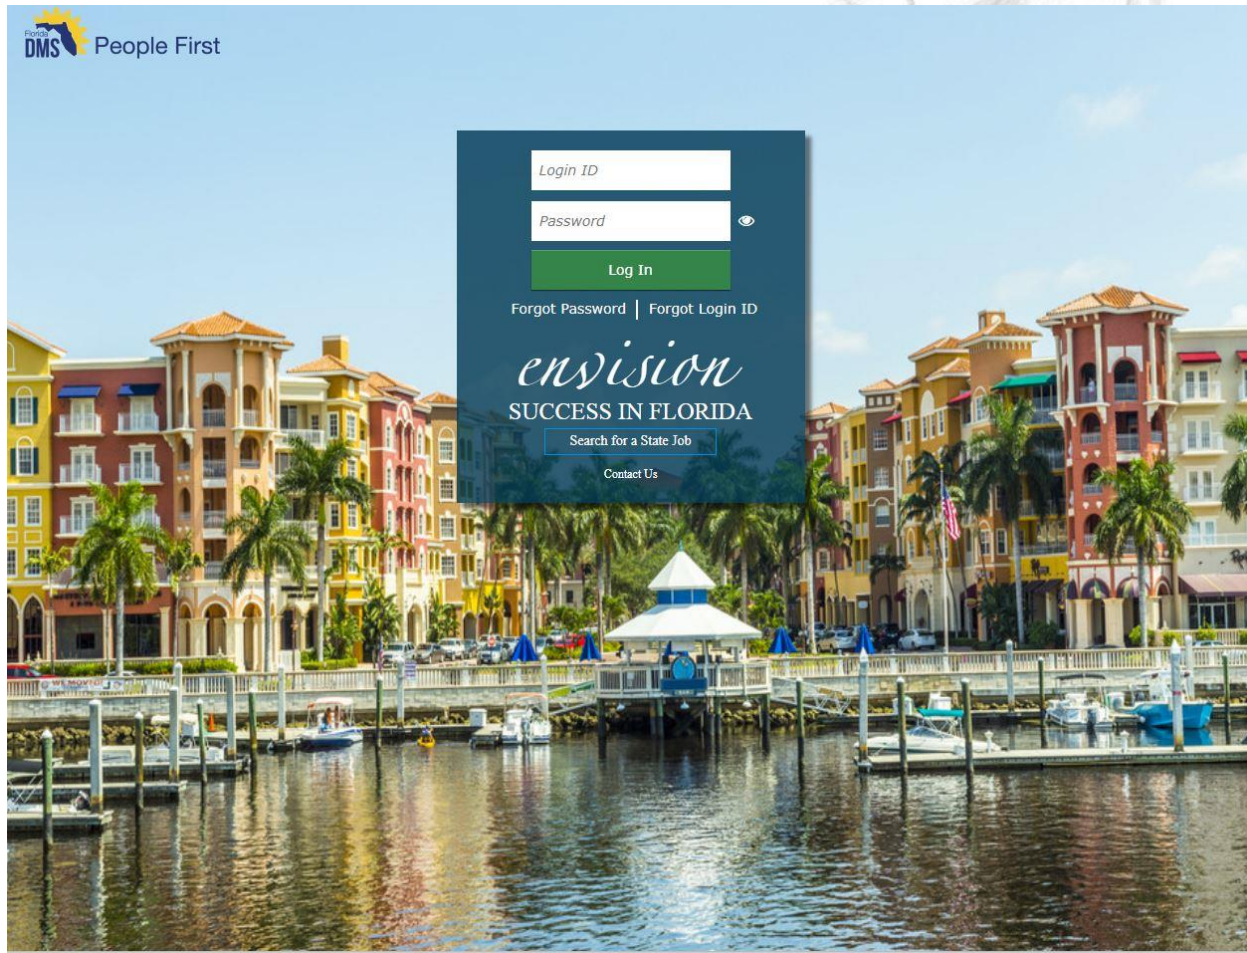 Florida
DMS People First
Login ID
Password
Log In
Forgot Password | Forgot Login ID
envision
SUCCESS IN FLORIDA
Search for a State Job
Contact Us